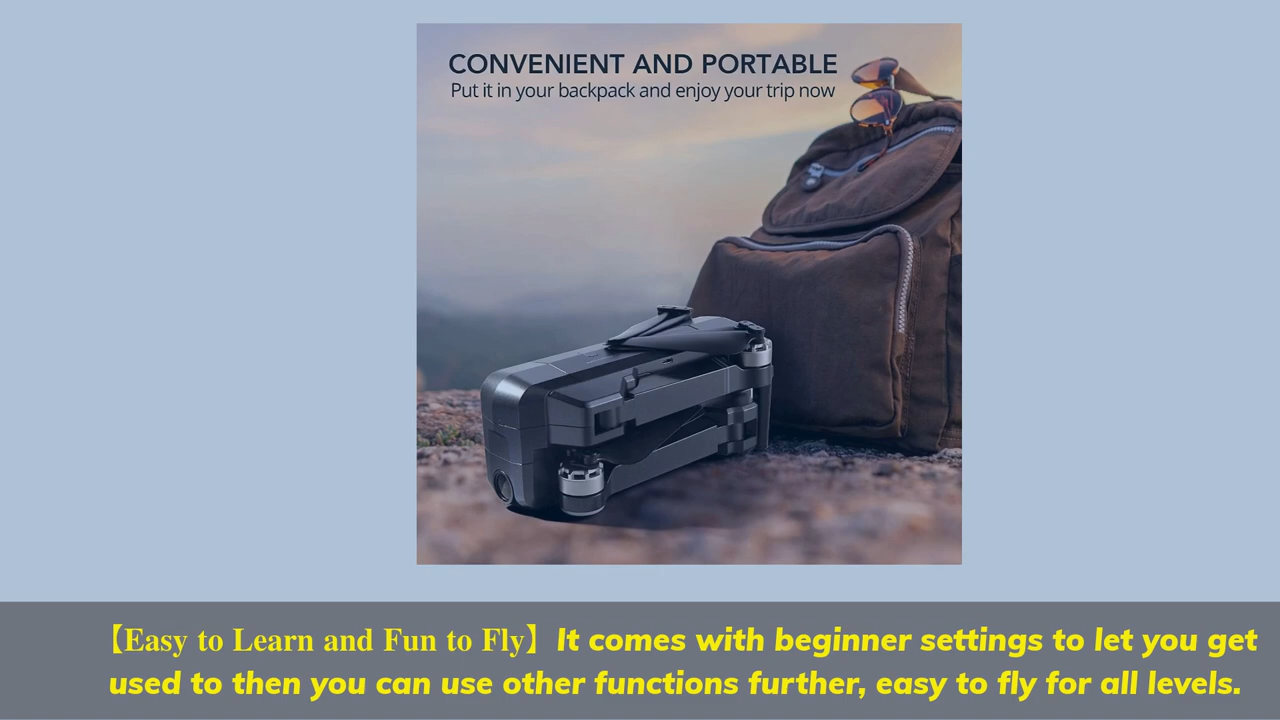 CONVENIENT AND PORTABLE
Put it in your backpack and enjoy your trip now
【Easy to Learn and Fun to Fly】It comes with beginner settings to let you get
used to then you can use other functions further, easy to fly for all levels.